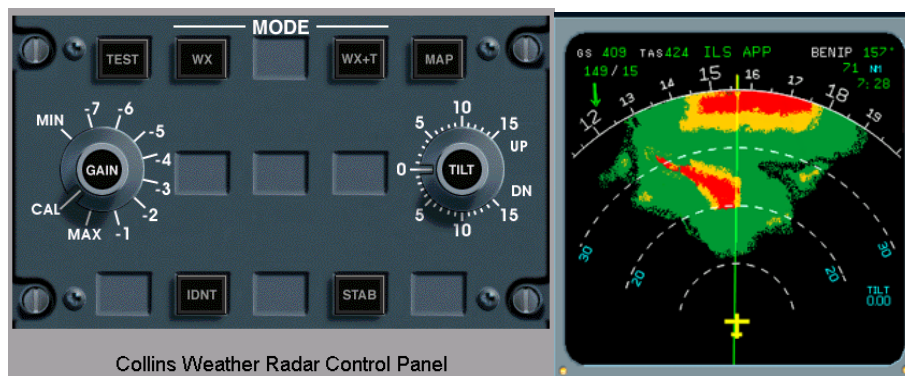 MODE
TEST
WX
WX+T
MAP
MIN
-7
-6
-5
-4
-3
-2
-1
MAX
CAL
GAIN
10
5
15
UP
0
TILT
DN
5
15
10
IDNT
STAB
Collins Weather Radar Control Panel
GS 409 TAS424 ILS APP BENIP 157°
149/15 71 NM
7:28
12 13 14 15 16 17 18 19
30 30
20 20
TILT
0.00